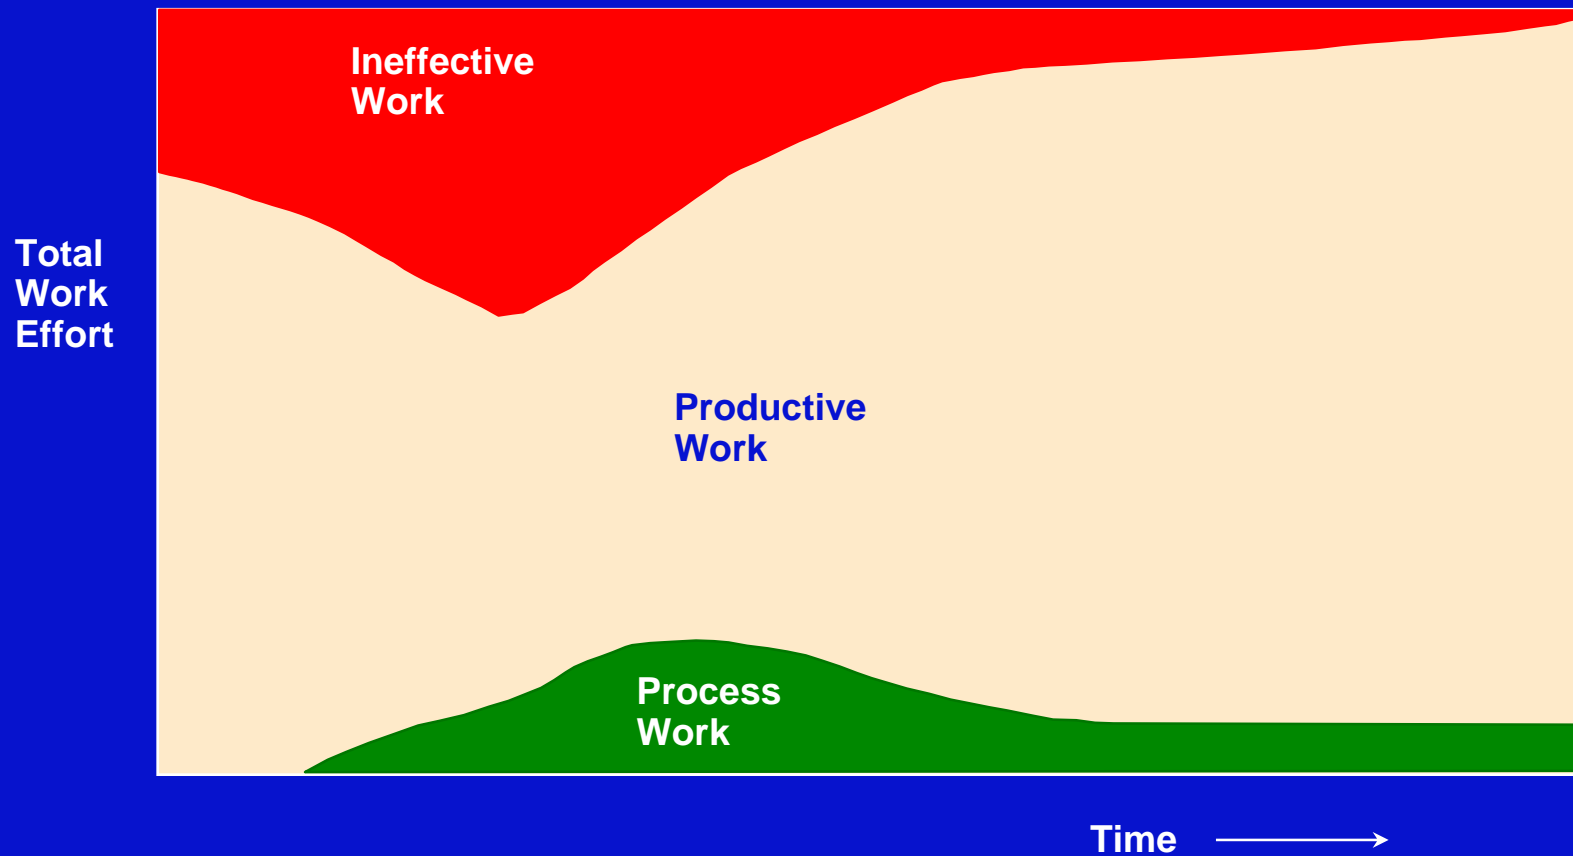 Ineffective
Work
Total
Work
Effort
Productive
Work
Process
Work
Time